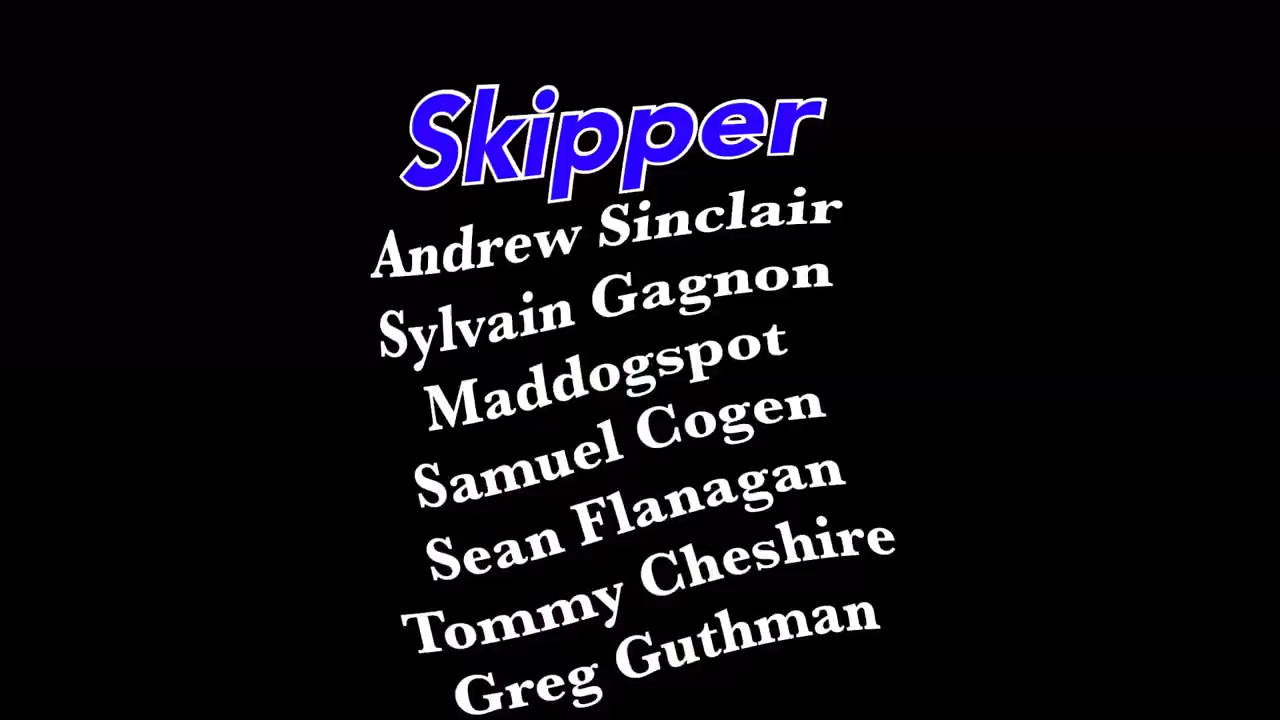 Skipper
Andrew Sinclair
Sylvain Gagnon
Maddogspot
Samuel Cogen
Sean Flanagan
Tommy Cheshire
Greg Guthman